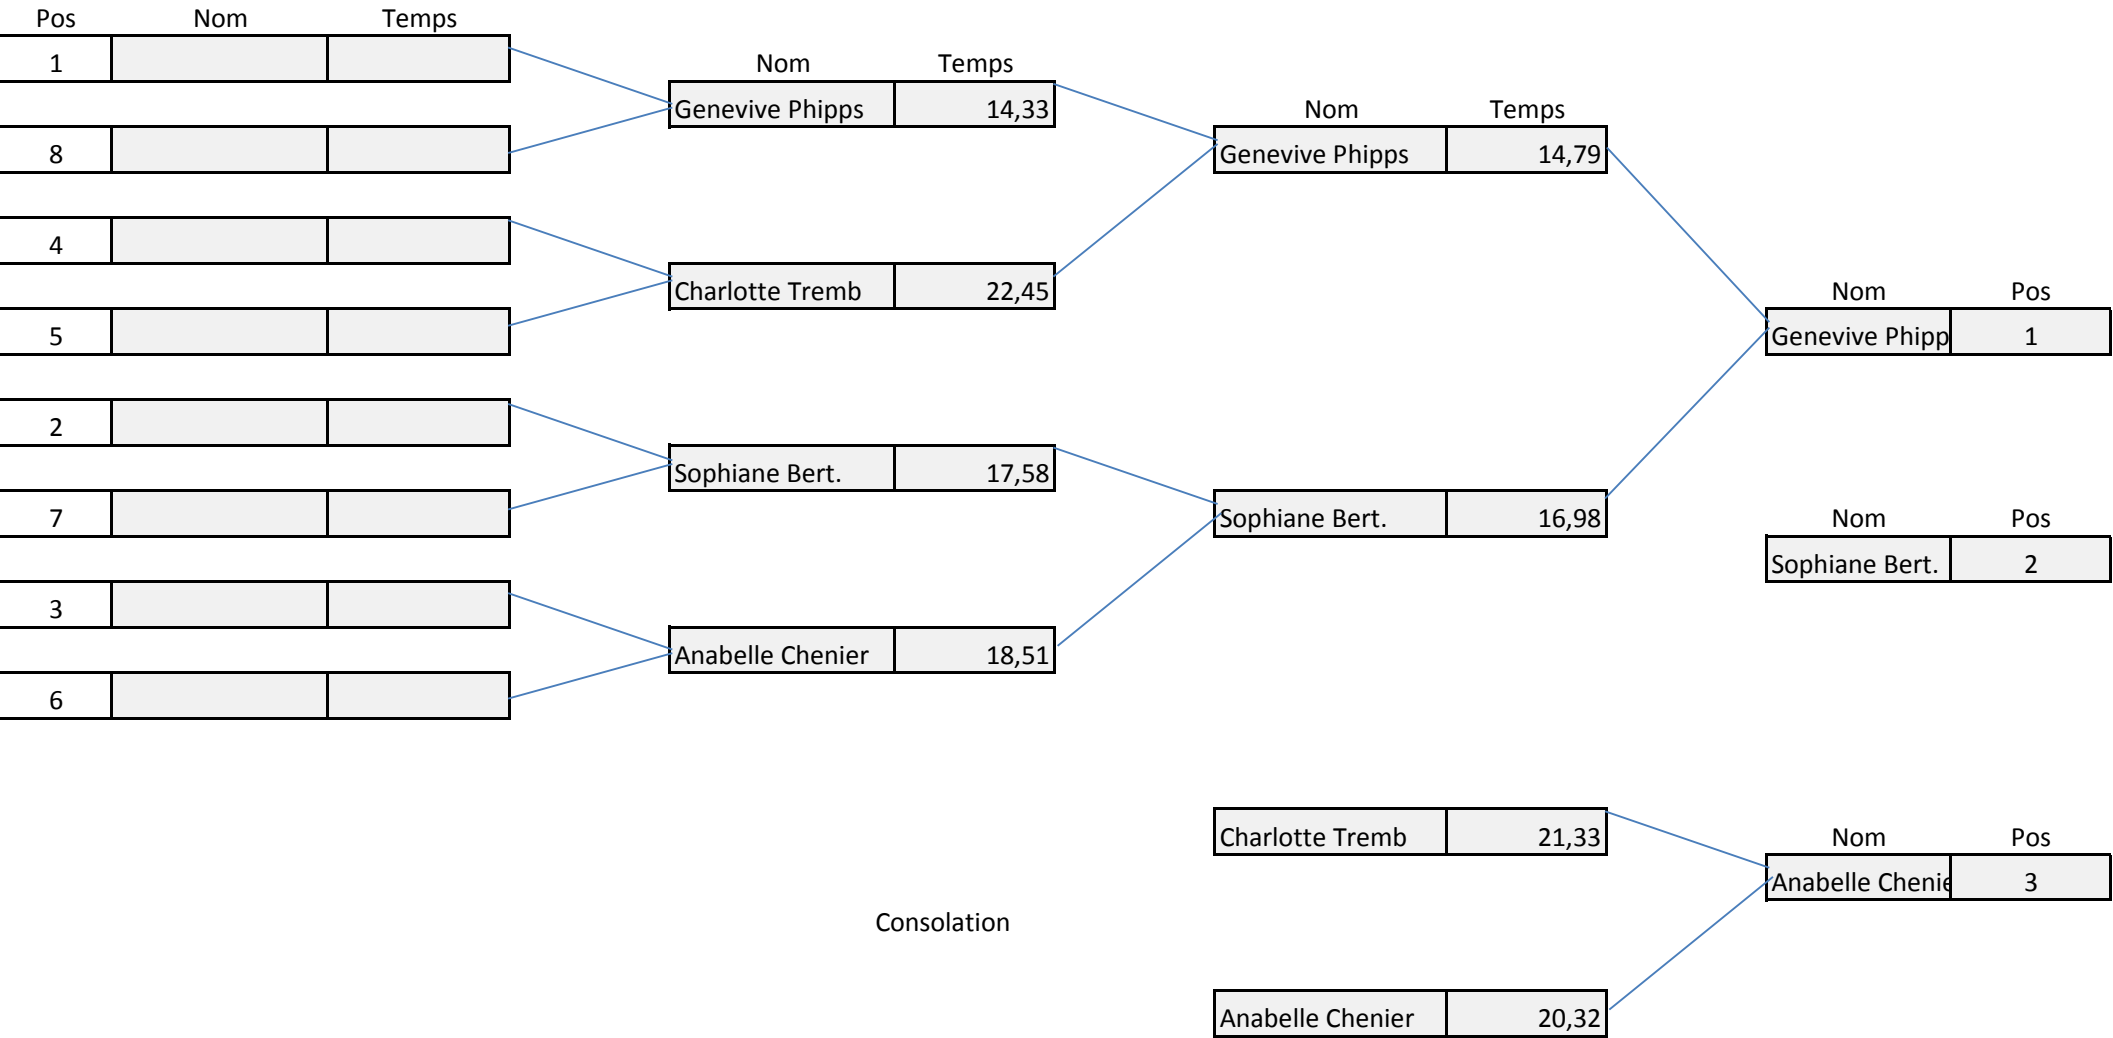 Pos Nom Temps
1
Nom Temps
Genevive Phipps 14,33
Nom Temps
8
Genevive Phipps 14,79
4
Charlotte Tremb 22,45
Nom Pos
5
Genevive Phipp 1
2
Sophiane Bert. 17,58
7
Sophiane Bert. 16,98
Nom Pos
Sophiane Bert. 2
3
Anabelle Chenier 18,51
6
Charlotte Tremb 21,33
Nom Pos
Anabelle Chenie 3
Consolation
Anabelle Chenier 20,32